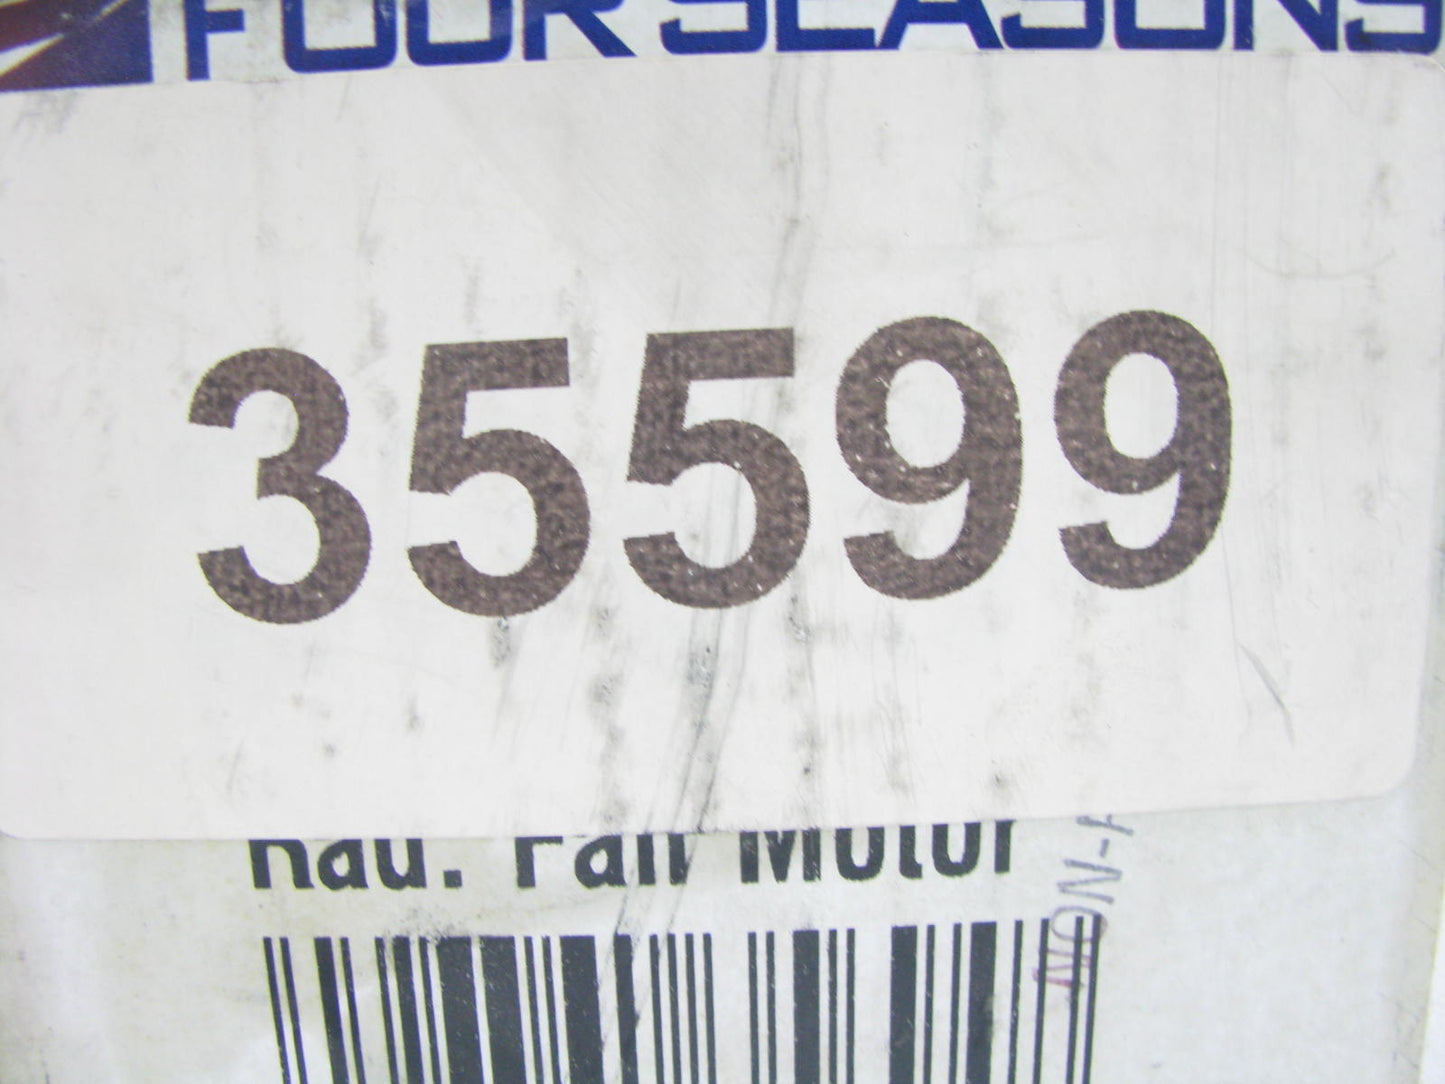 FOUR SEASONS
35599
Rad. Fan Motor